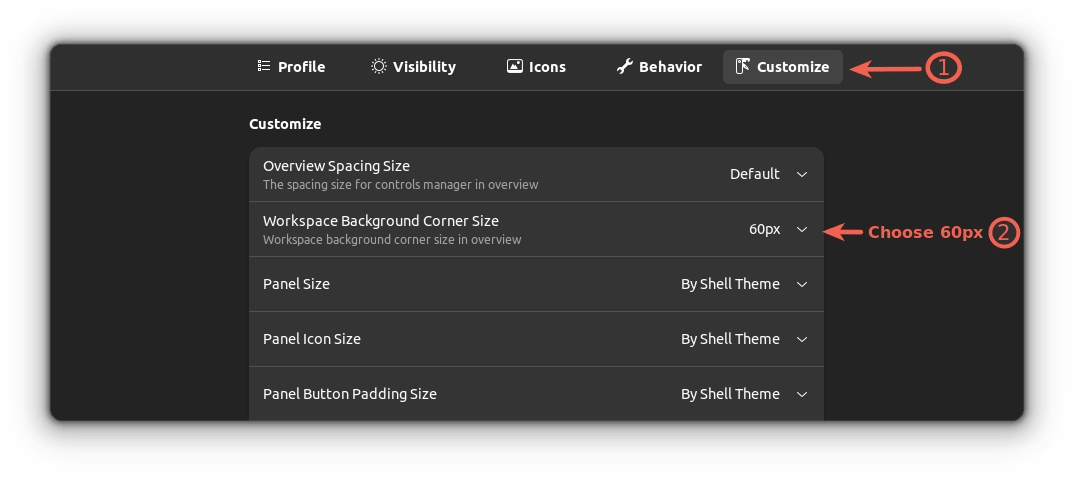 Profile Visibility Icons Behavior Customize 1
Customize
Overview Spacing Size
The spacing size for controls manager in overview
Default
Workspace Background Corner Size
Workspace background corner size in overview
60px
Choose 60px 2
Panel Size By Shell Theme
Panel Icon Size By Shell Theme
Panel Button Padding Size By Shell Theme